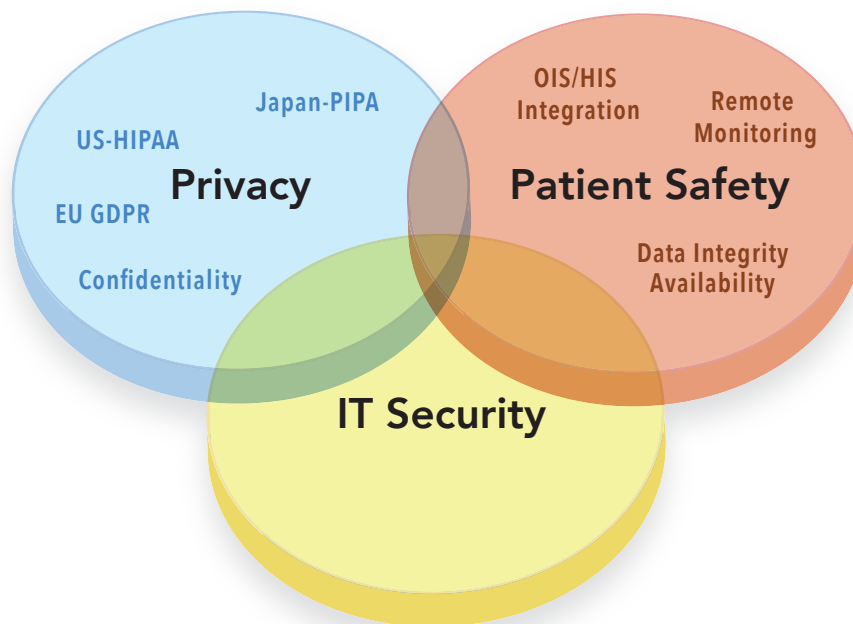 Japan-PIPA
US-HIPAA
Privacy
EU GDPR
Confidentiality
OIS/HIS
Integration
Remote
Monitoring
Patient Safety
Data Integrity
Availability
IT Security